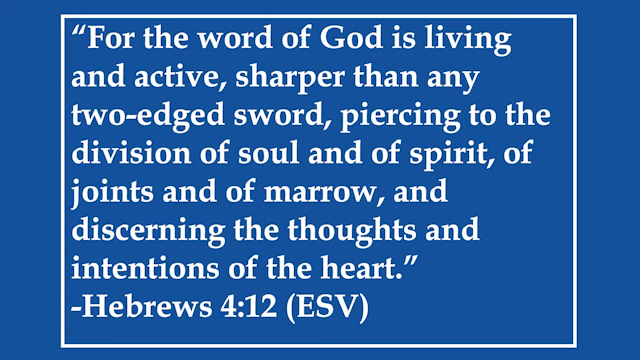 “For the word of God is living
and active, sharper than any
two-edged sword, piercing to the
division of soul and of spirit, of
joints and of marrow, and
discerning the thoughts and
intentions of the heart.”
-Hebrews 4:12 (ESV)